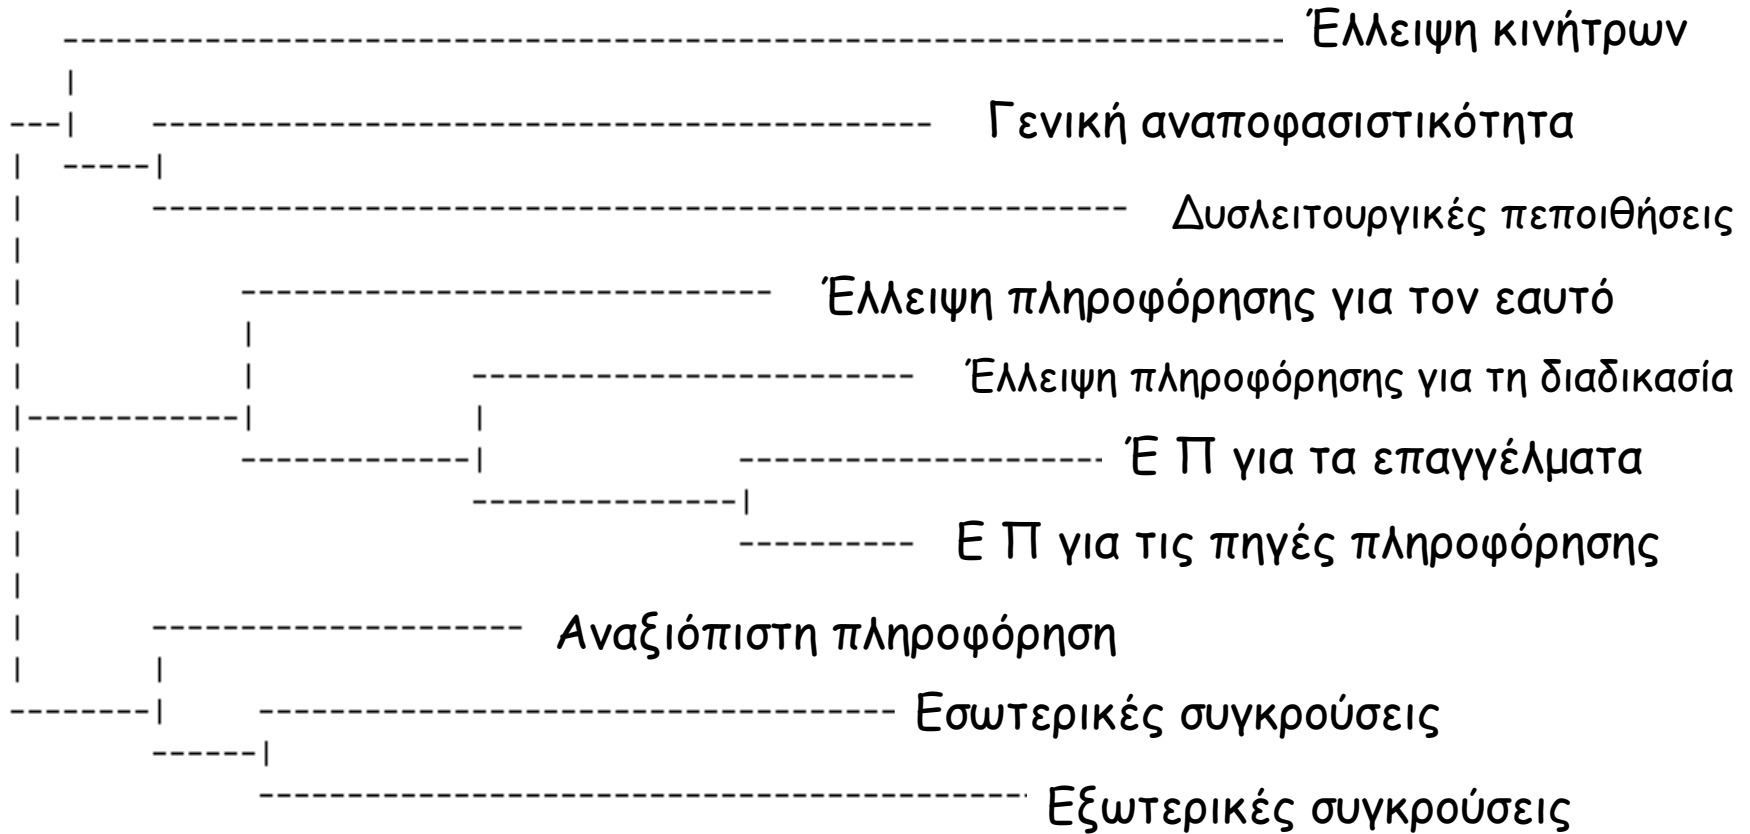 Έλλειψη κινήτρων
Γενική αναποφασιστικότητα
Δυσλειτουργικές πεποιθήσεις
Έλλειψη πληροφόρησης για τον εαυτό
Έλλειψη πληροφόρησης για τη διαδικασία
Έ Π για τα επαγγέλματα
Ε Π για τις πηγές πληροφόρησης
Αναξιόπιστη πληροφόρηση
Εσωτερικές συγκρούσεις
Εξωτερικές συγκρούσεις